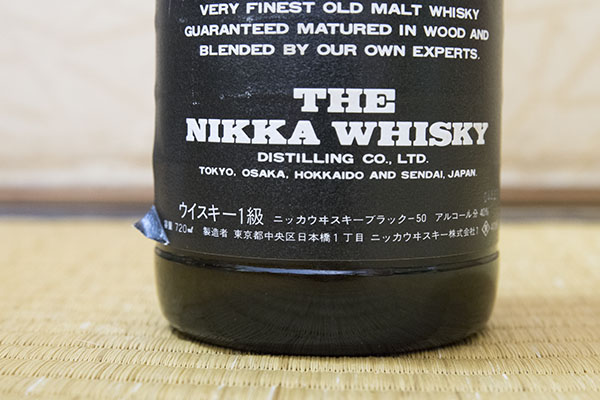 VERY FINEST OLD MALT WHISKY
GUARANTEED MATURED IN WOOD AND
BLENDED BY OUR OWN EXPERTS.
THE
NIKKA WHISKY
DISTILLING CO., LTD.
TOKYO, OSAKA, HOKKAIDO AND SENDAI, JAPAN.
ウイスキー1級 ニッカウヰスキーブラック-50 アルコール分 40%
容量 720ml 製造者 東京都中央区日本橋1丁目 ニッカウヰスキー株式会社1